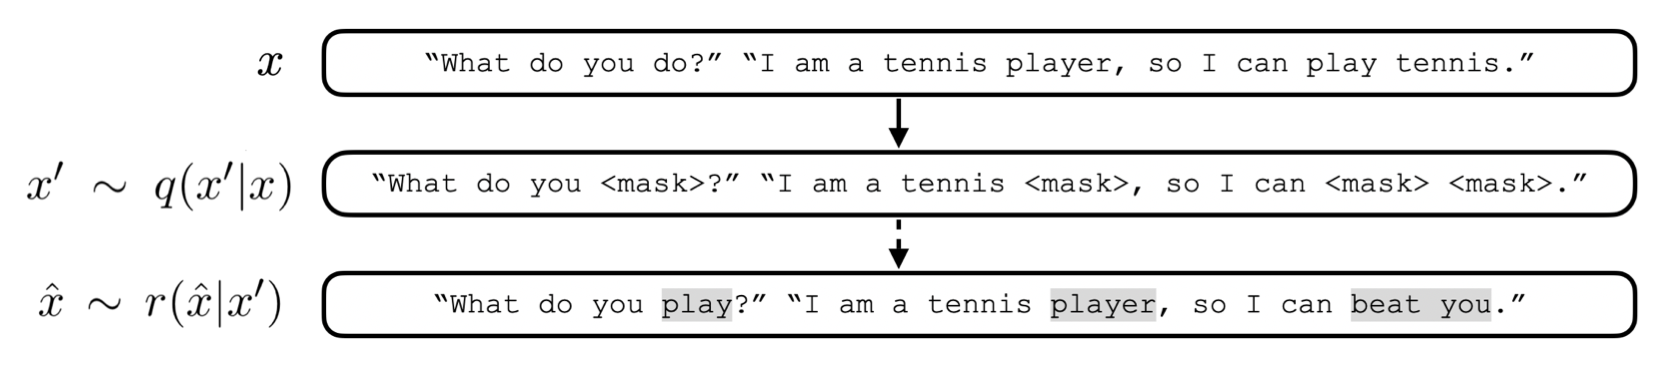 x “What do you do?” “I am a tennis player, so I can play tennis.”
x′ ∼ q(x′|x) “What do you <mask>?” “I am a tennis <mask>, so I can <mask> <mask>.”
x̂ ∼ r(x̂|x′) “What do you play?” “I am a tennis player, so I can beat you.”